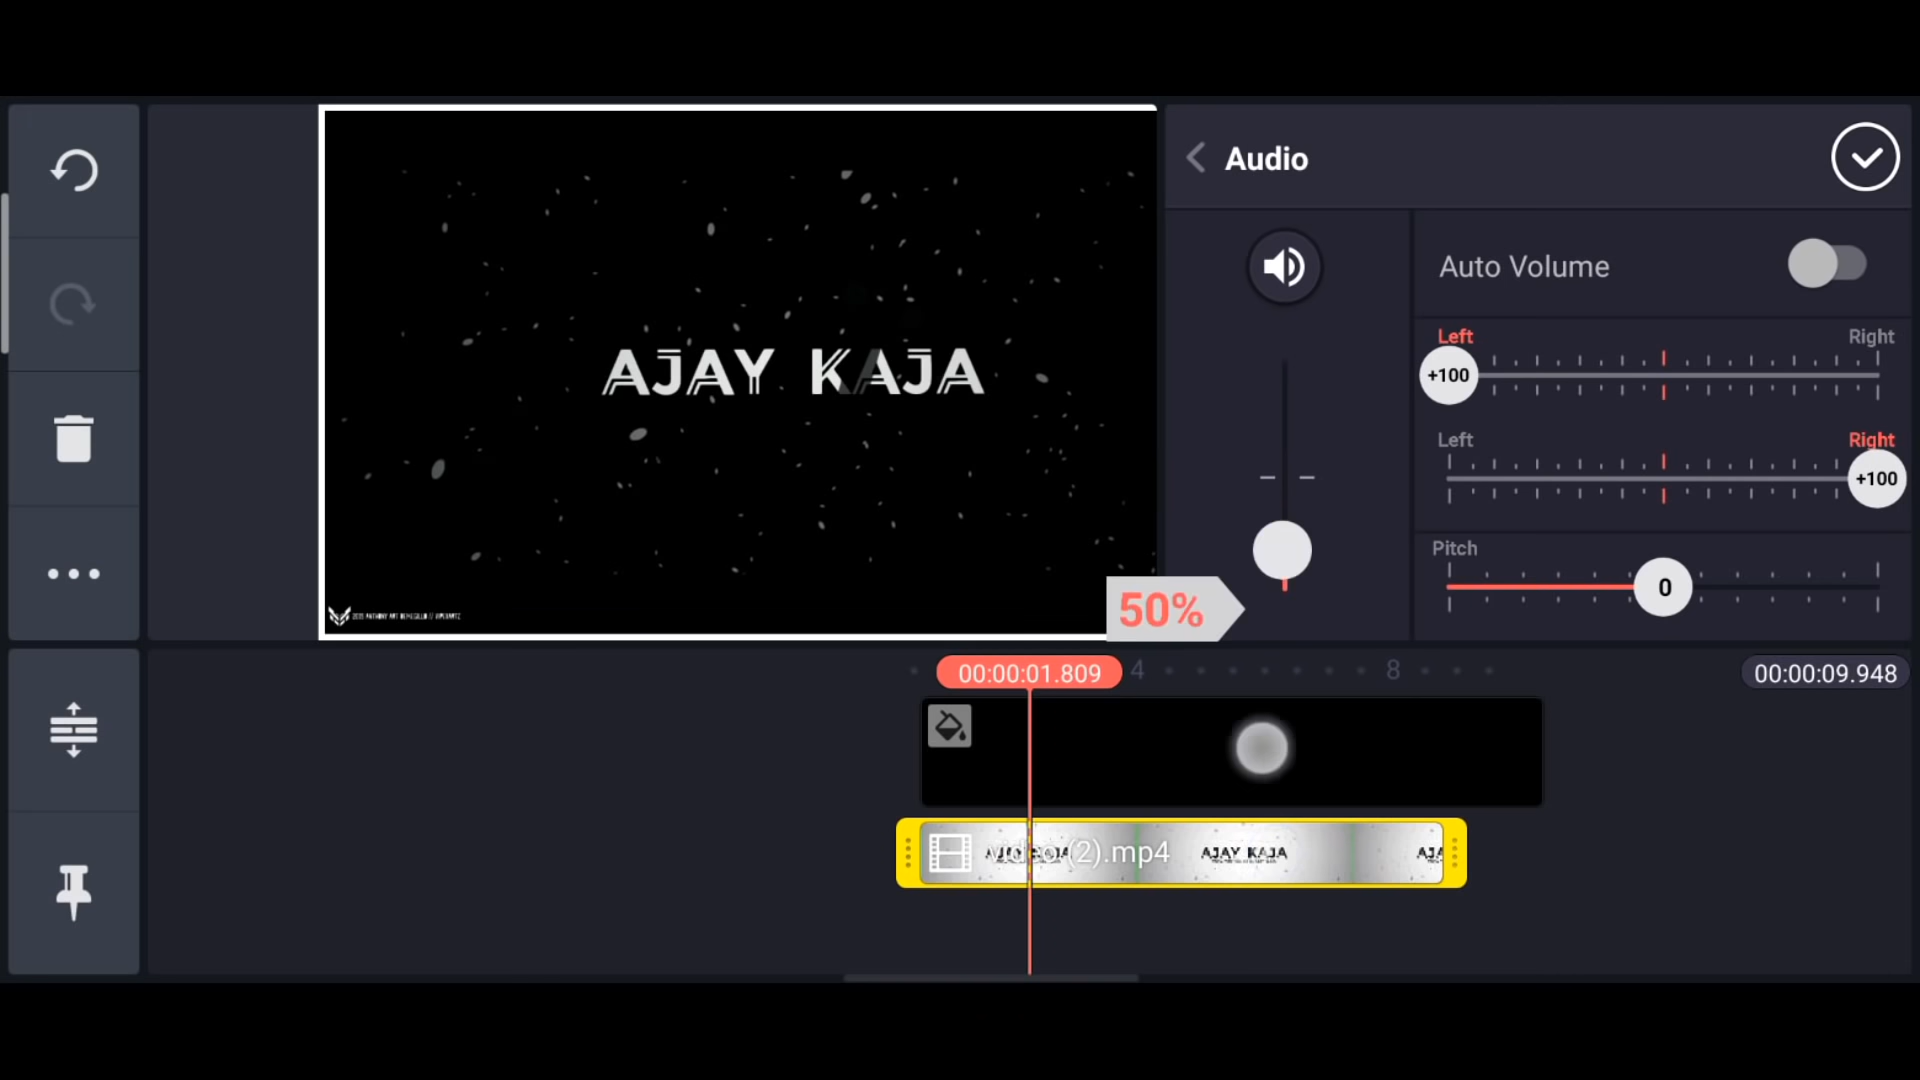 Audio
Auto Volume
Left Right
+100
AJAY KAJA
Left Right
+100
Pitch
0
50%
00:00:01.809 4 8 00:00:09.948
video (2).mp4
AJAY KAJA